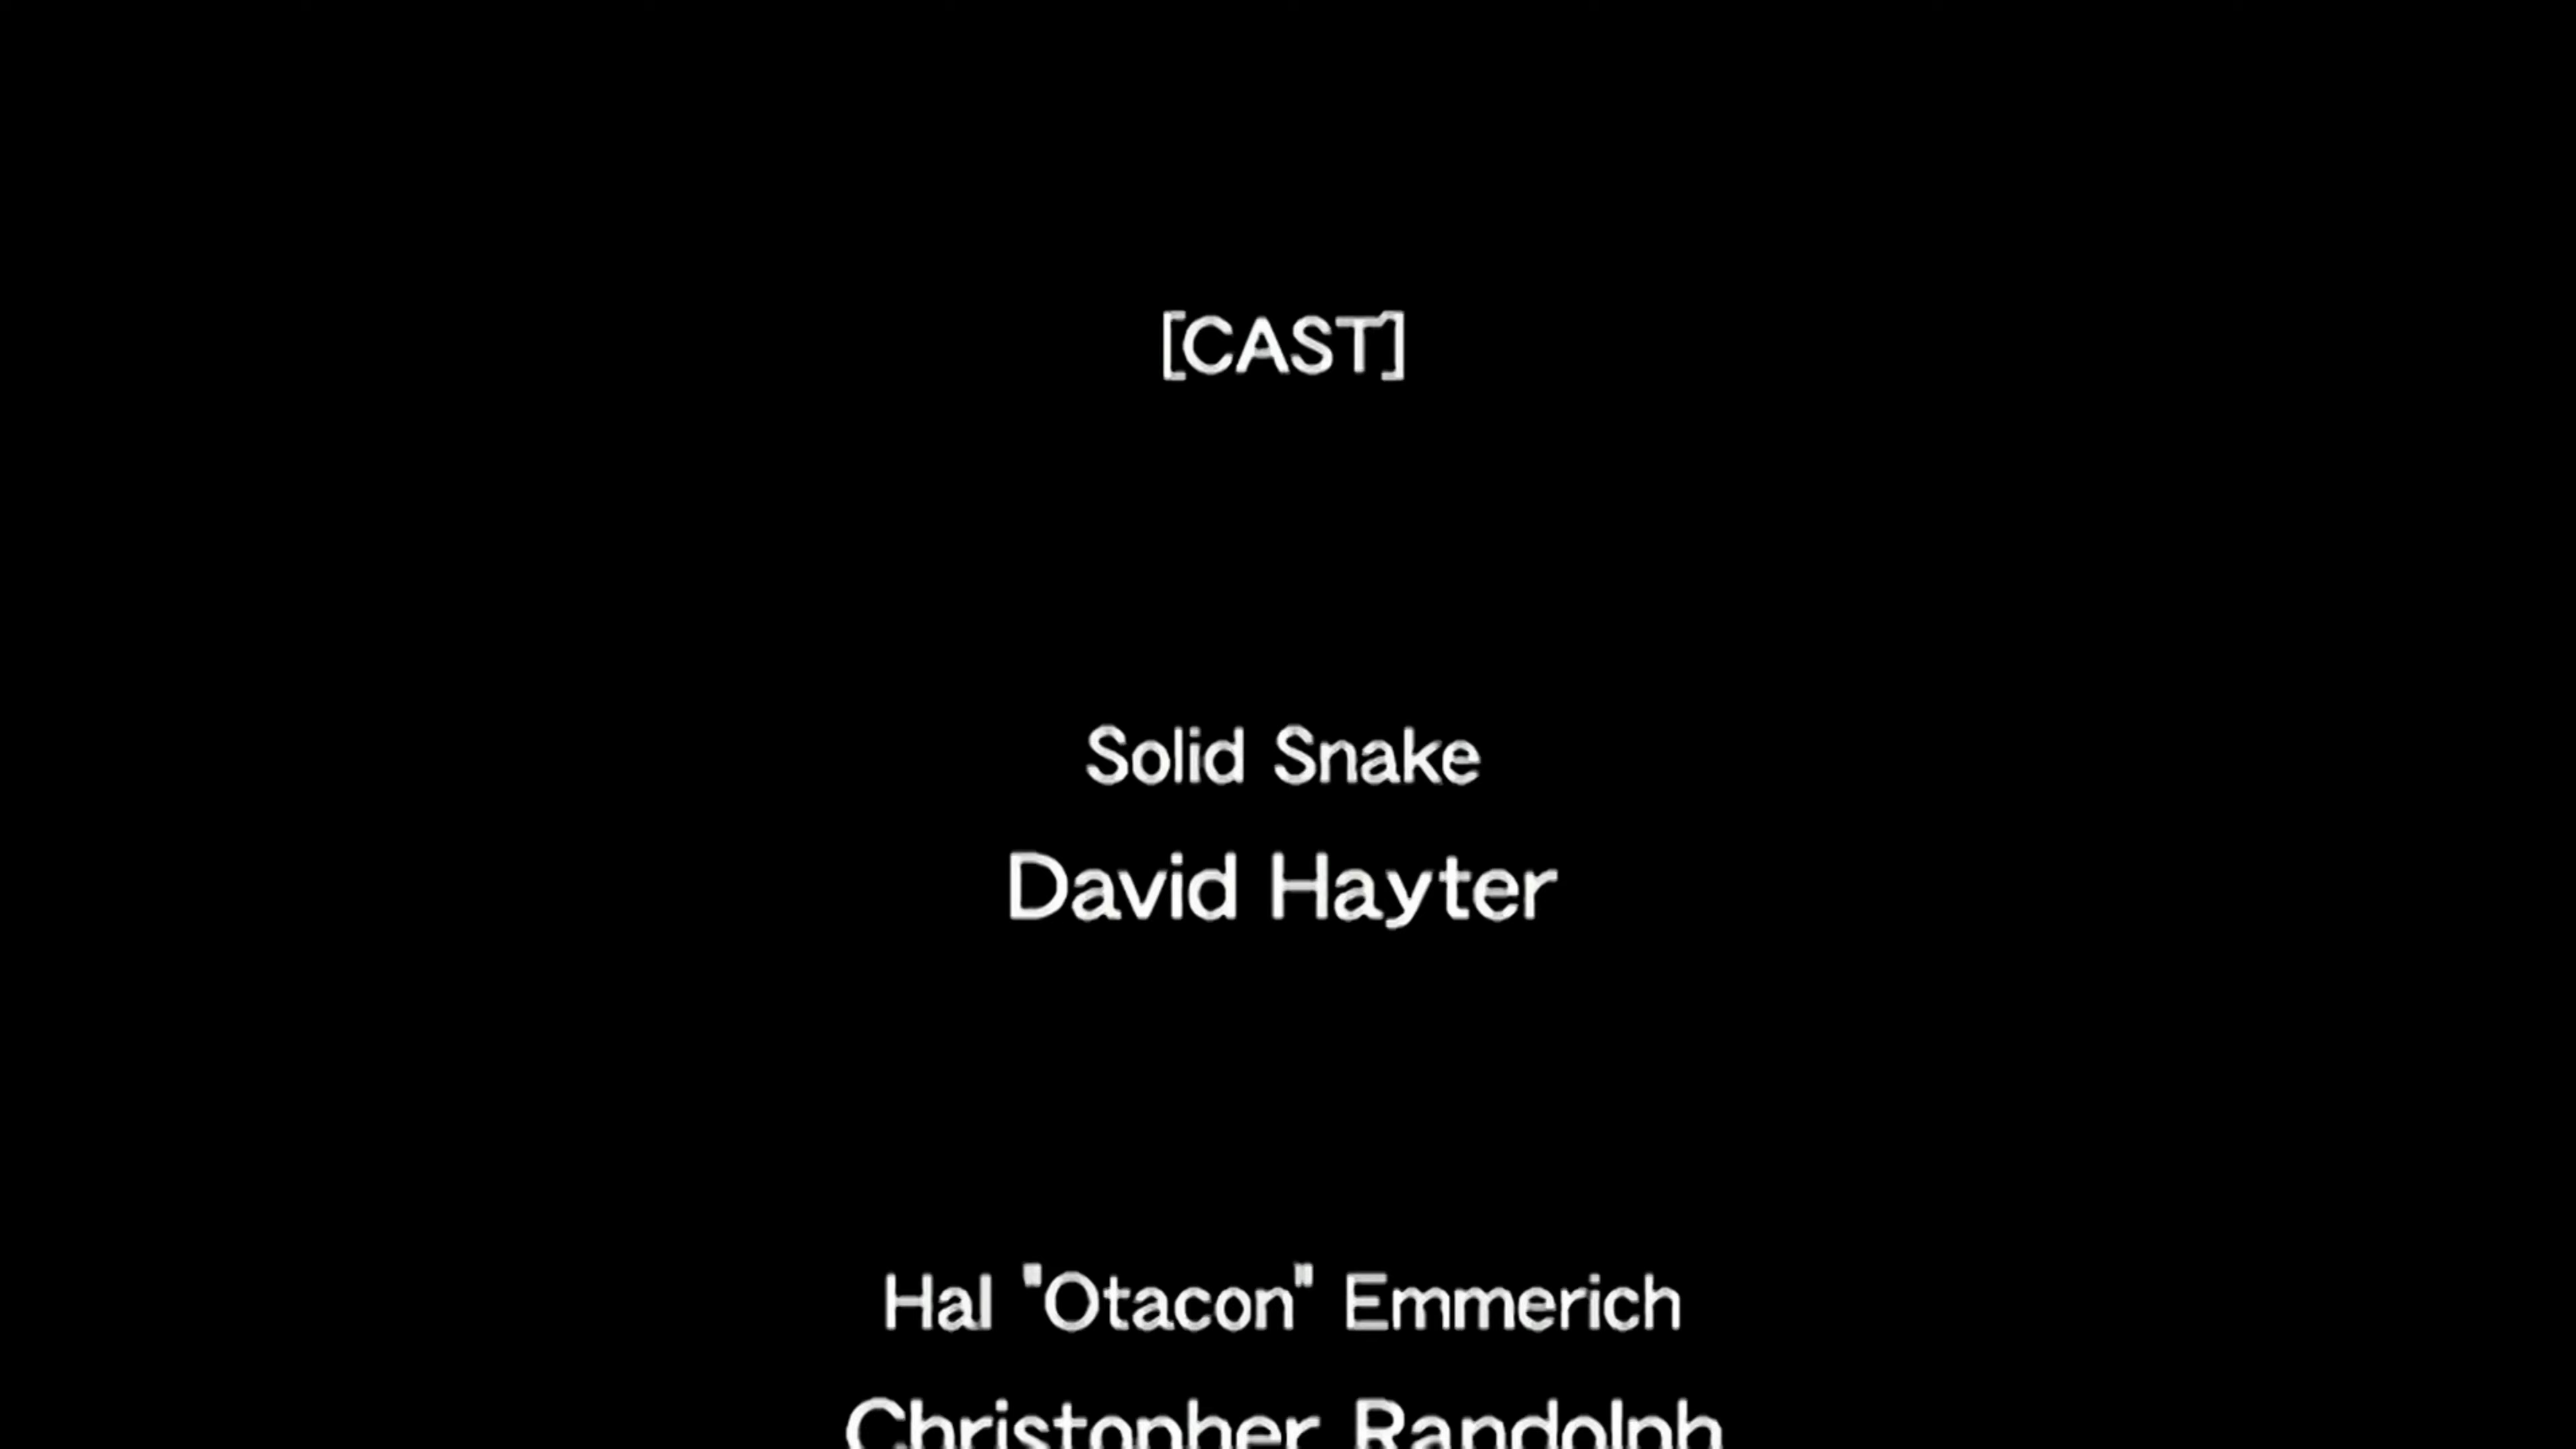 [CAST]
Solid Snake
David Hayter
Hal "Otacon" Emmerich
Christopher Randolph